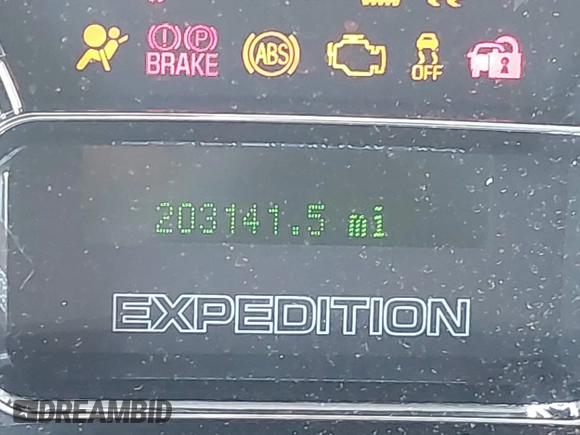 (!) (P)
BRAKE
ABS
OFF
203141.5 mi
EXPEDITION
DREAMBID